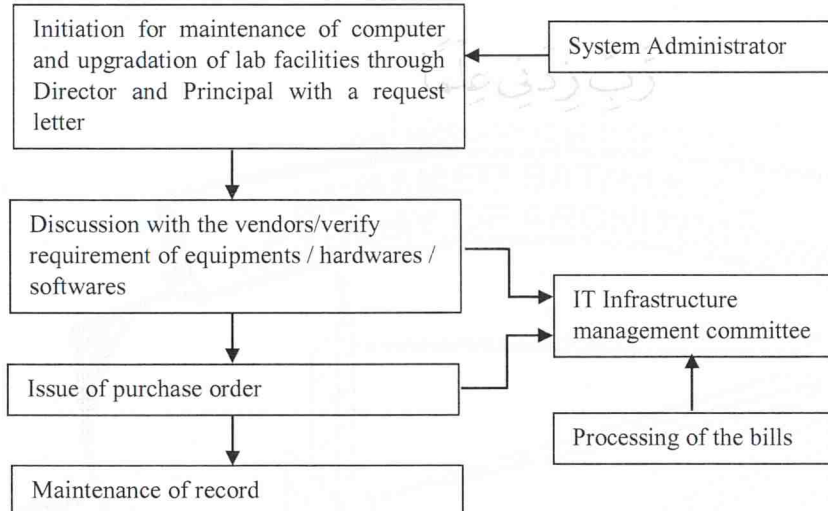 Initiation for maintenance of computer
and upgradation of lab facilities through
Director and Principal with a request
letter
System Administrator
رَبِّ زِدْنِي عِلْمًا
Discussion with the vendors/verify
requirement of equipments / hardwares /
softwares
IT Infrastructure
management committee
Issue of purchase order
Processing of the bills
Maintenance of record